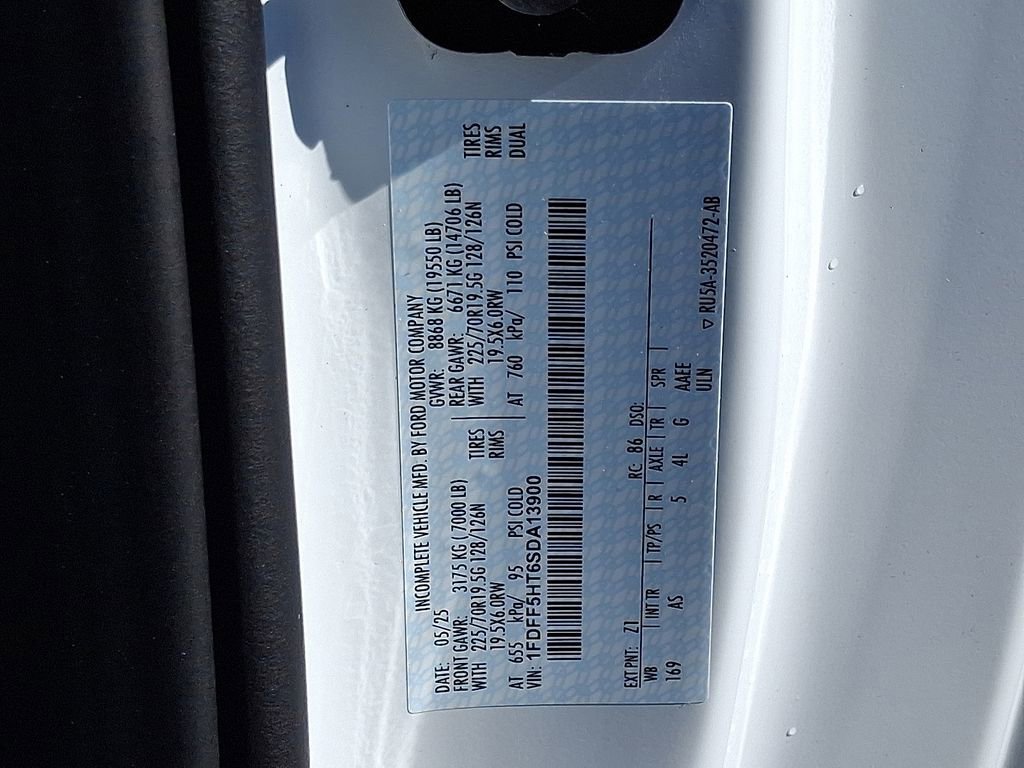 INCOMPLETE VEHICLE MFD. BY FORD MOTOR COMPANY
DATE: 05/25 GVWR: 8868 KG (19550 LB)
FRONT GAWR: 3175 KG (7000 LB) REAR GAWR: 6671 KG (14706 LB)
WITH 225/70R19.5G 128/126N TIRES WITH 225/70R19.5G 128/126N TIRES
19.5X6.0RW RIMS 19.5X6.0RW RIMS
AT 655 kPa/ 95 PSI COLD AT 760 kPa/ 110 PSI COLD DUAL
VIN: 1FDFF5HT6SDA13900
EXT PNT: Z1 RC: 86 DSO:
WB INT TR TP/PS R AXLE TR SPR
169 AS 5 4L G AAEE
ULN
▽ RU5A-3520472-AB